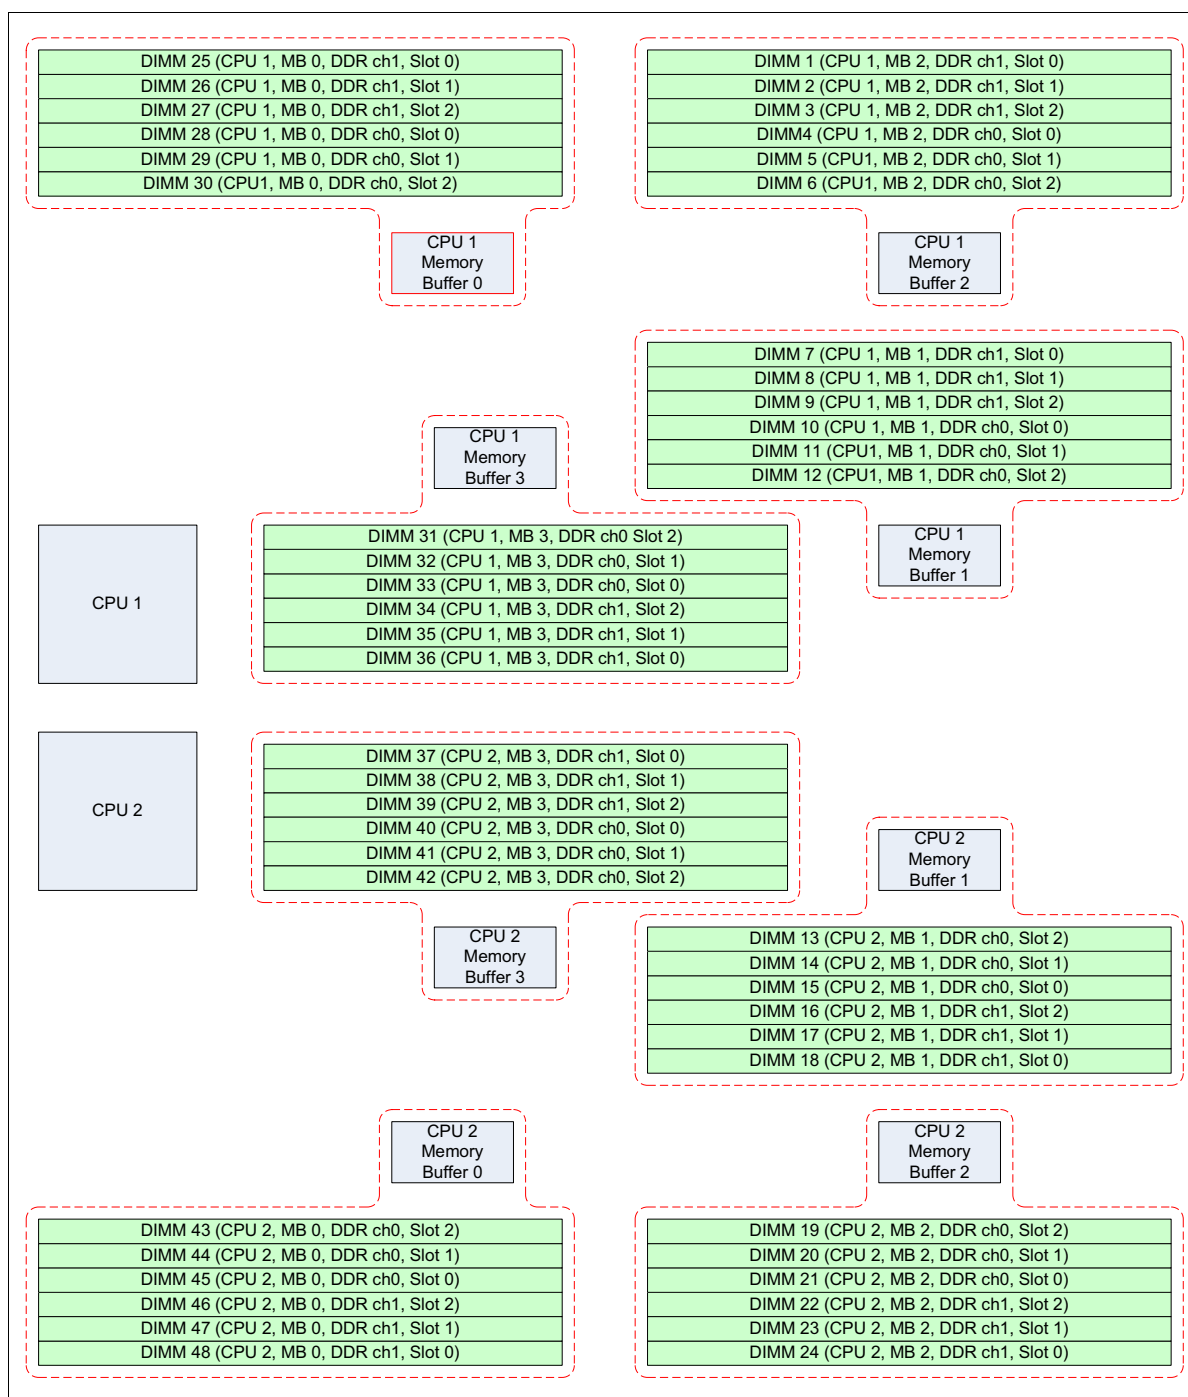 DIMM 25 (CPU 1, MB 0, DDR ch1, Slot 0)
DIMM 26 (CPU 1, MB 0, DDR ch1, Slot 1)
DIMM 27 (CPU 1, MB 0, DDR ch1, Slot 2)
DIMM 28 (CPU 1, MB 0, DDR ch0, Slot 0)
DIMM 29 (CPU 1, MB 0, DDR ch0, Slot 1)
DIMM 30 (CPU1, MB 0, DDR ch0, Slot 2)
CPU 1
Memory
Buffer 0
DIMM 1 (CPU 1, MB 2, DDR ch1, Slot 0)
DIMM 2 (CPU 1, MB 2, DDR ch1, Slot 1)
DIMM 3 (CPU 1, MB 2, DDR ch1, Slot 2)
DIMM4 (CPU 1, MB 2, DDR ch0, Slot 0)
DIMM 5 (CPU1, MB 2, DDR ch0, Slot 1)
DIMM 6 (CPU1, MB 2, DDR ch0, Slot 2)
CPU 1
Memory
Buffer 2
DIMM 7 (CPU 1, MB 1, DDR ch1, Slot 0)
DIMM 8 (CPU 1, MB 1, DDR ch1, Slot 1)
DIMM 9 (CPU 1, MB 1, DDR ch1, Slot 2)
DIMM 10 (CPU 1, MB 1, DDR ch0, Slot 0)
DIMM 11 (CPU1, MB 1, DDR ch0, Slot 1)
DIMM 12 (CPU1, MB 1, DDR ch0, Slot 2)
CPU 1
Memory
Buffer 1
CPU 1
Memory
Buffer 3
DIMM 31 (CPU 1, MB 3, DDR ch0 Slot 2)
DIMM 32 (CPU 1, MB 3, DDR ch0, Slot 1)
DIMM 33 (CPU 1, MB 3, DDR ch0, Slot 0)
DIMM 34 (CPU 1, MB 3, DDR ch1, Slot 2)
DIMM 35 (CPU 1, MB 3, DDR ch1, Slot 1)
DIMM 36 (CPU 1, MB 3, DDR ch1, Slot 0)
CPU 1
CPU 2
DIMM 37 (CPU 2, MB 3, DDR ch1, Slot 0)
DIMM 38 (CPU 2, MB 3, DDR ch1, Slot 1)
DIMM 39 (CPU 2, MB 3, DDR ch1, Slot 2)
DIMM 40 (CPU 2, MB 3, DDR ch0, Slot 0)
DIMM 41 (CPU 2, MB 3, DDR ch0, Slot 1)
DIMM 42 (CPU 2, MB 3, DDR ch0, Slot 2)
CPU 2
Memory
Buffer 3
CPU 2
Memory
Buffer 1
DIMM 13 (CPU 2, MB 1, DDR ch0, Slot 2)
DIMM 14 (CPU 2, MB 1, DDR ch0, Slot 1)
DIMM 15 (CPU 2, MB 1, DDR ch0, Slot 0)
DIMM 16 (CPU 2, MB 1, DDR ch1, Slot 2)
DIMM 17 (CPU 2, MB 1, DDR ch1, Slot 1)
DIMM 18 (CPU 2, MB 1, DDR ch1, Slot 0)
CPU 2
Memory
Buffer 0
DIMM 43 (CPU 2, MB 0, DDR ch0, Slot 2)
DIMM 44 (CPU 2, MB 0, DDR ch0, Slot 1)
DIMM 45 (CPU 2, MB 0, DDR ch0, Slot 0)
DIMM 46 (CPU 2, MB 0, DDR ch1, Slot 2)
DIMM 47 (CPU 2, MB 0, DDR ch1, Slot 1)
DIMM 48 (CPU 2, MB 0, DDR ch1, Slot 0)
CPU 2
Memory
Buffer 2
DIMM 19 (CPU 2, MB 2, DDR ch0, Slot 2)
DIMM 20 (CPU 2, MB 2, DDR ch0, Slot 1)
DIMM 21 (CPU 2, MB 2, DDR ch0, Slot 0)
DIMM 22 (CPU 2, MB 2, DDR ch1, Slot 2)
DIMM 23 (CPU 2, MB 2, DDR ch1, Slot 1)
DIMM 24 (CPU 2, MB 2, DDR ch1, Slot 0)